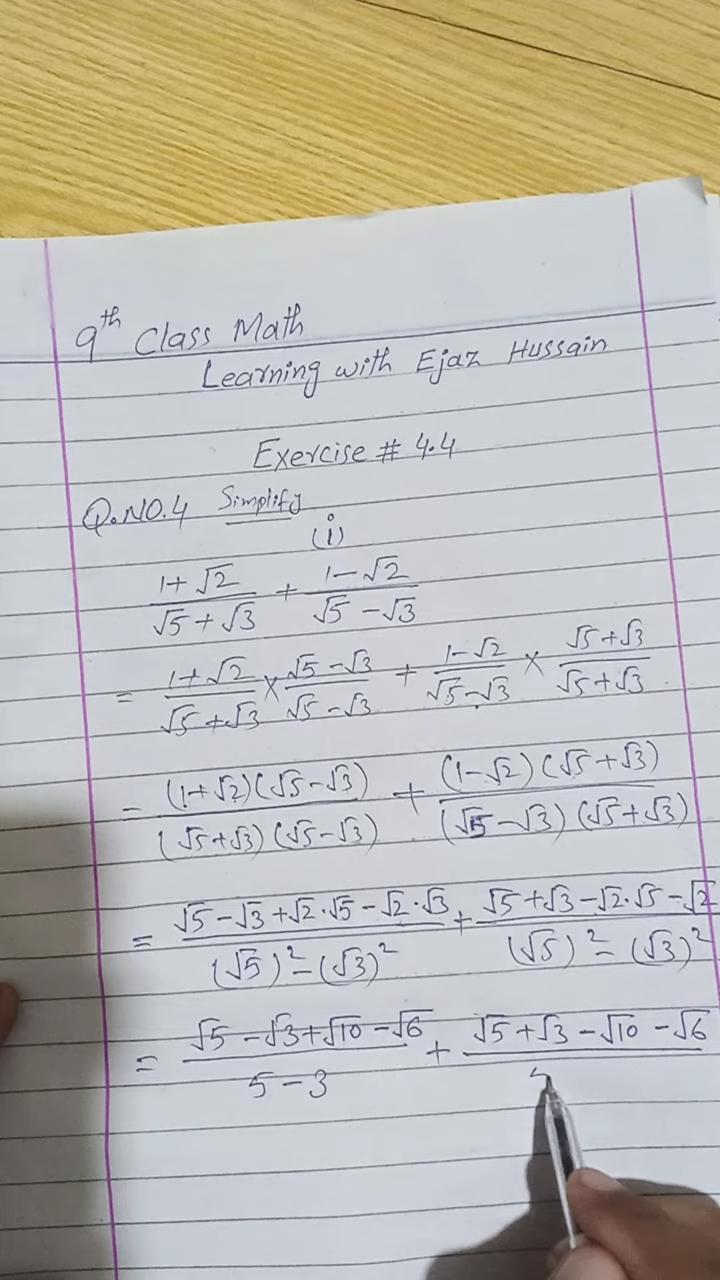 9th Class Math
Learning with Ejaz Hussain
Exercise # 4.4
Q.NO.4 Simplify
(i)
(1+√2)/(√5+√3) + (1-√2)/(√5-√3)
= (1+√2)/(√5+√3) × (√5-√3)/(√5-√3) + (1-√2)/(√5-√3) × (√5+√3)/(√5+√3)
= (1+√2)(√5-√3)/(√5+√3)(√5-√3) + (1-√2)(√5+√3)/(√5-√3)(√5+√3)
= (√5-√3+√2·√5-√2·√3)/((√5)²-(√3)²) + (√5+√3-√2·√5-√2)/((√5)²-(√3)²)
= (√5-√3+√10-√6)/(5-3) + (√5+√3-√10-√6)/